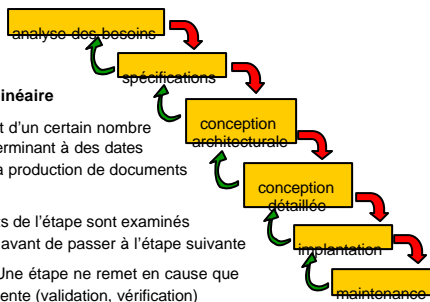 analyse des besoins
spécifications
inéaire
t d'un certain nombre
conception
architecturale
erminant à des dates
a production de documents
conception
détaillée
ts de l'étape sont examinés
avant de passer à l'étape suivante
implantation
Une étape ne remet en cause que
ente (validation, vérification)
maintenance